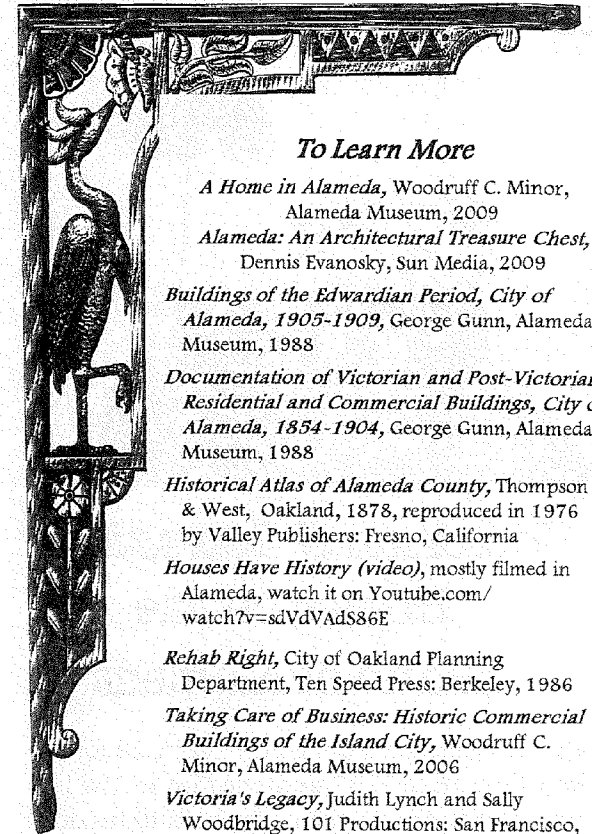 To Learn More
A Home in Alameda, Woodruff C. Minor,
Alameda Museum, 2009
Alameda: An Architectural Treasure Chest,
Dennis Evanosky, Sun Media, 2009
Buildings of the Edwardian Period, City of
Alameda, 1905-1909, George Gunn, Alameda
Museum, 1988
Documentation of Victorian and Post-Victorian
Residential and Commercial Buildings, City
Alameda, 1854-1904, George Gunn, Alameda
Museum, 1988
Historical Atlas of Alameda County, Thompson
& West, Oakland, 1878, reproduced in 1976
by Valley Publishers: Fresno, California
Houses Have History (video), mostly filmed in
Alameda, watch it on Youtube.com/
watch?v=sdVdVAdS86E
Rehab Right, City of Oakland Planning
Department, Ten Speed Press: Berkeley, 1986
Taking Care of Business: Historic Commercial
Buildings of the Island City, Woodruff C.
Minor, Alameda Museum, 2006
Victoria's Legacy, Judith Lynch and Sally
Woodbridge, 101 Productions: San Francisco,